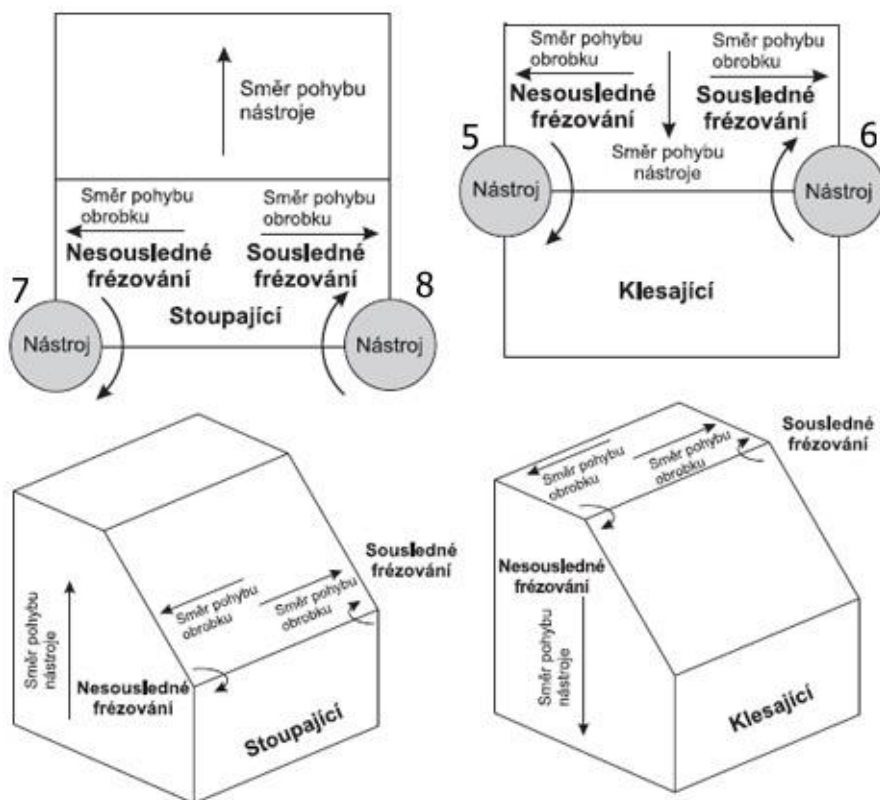 Směr pohybu
nástroje
Směr pohybu
obrobku
Směr pohybu
obrobku
Nesousledné
frézování
Sousledné
frézování
7
8
Stoupající
Nástroj
Nástroj
Směr pohybu
obrobku
Směr pohybu
obrobku
Nesousledné
frézování
Sousledné
frézování
5
6
Směr pohybu
nástroje
Nástroj
Nástroj
Klesající
Sousledné
frézování
Směr pohybu
obrobku
Směr pohybu
obrobku
Směr pohybu
nástroje
Nesousledné
frézování
Stoupající
Sousledné
frézování
Směr pohybu
obrobku
Směr pohybu
obrobku
Nesousledné
frézování
Směr pohybu
nástroje
Klesající